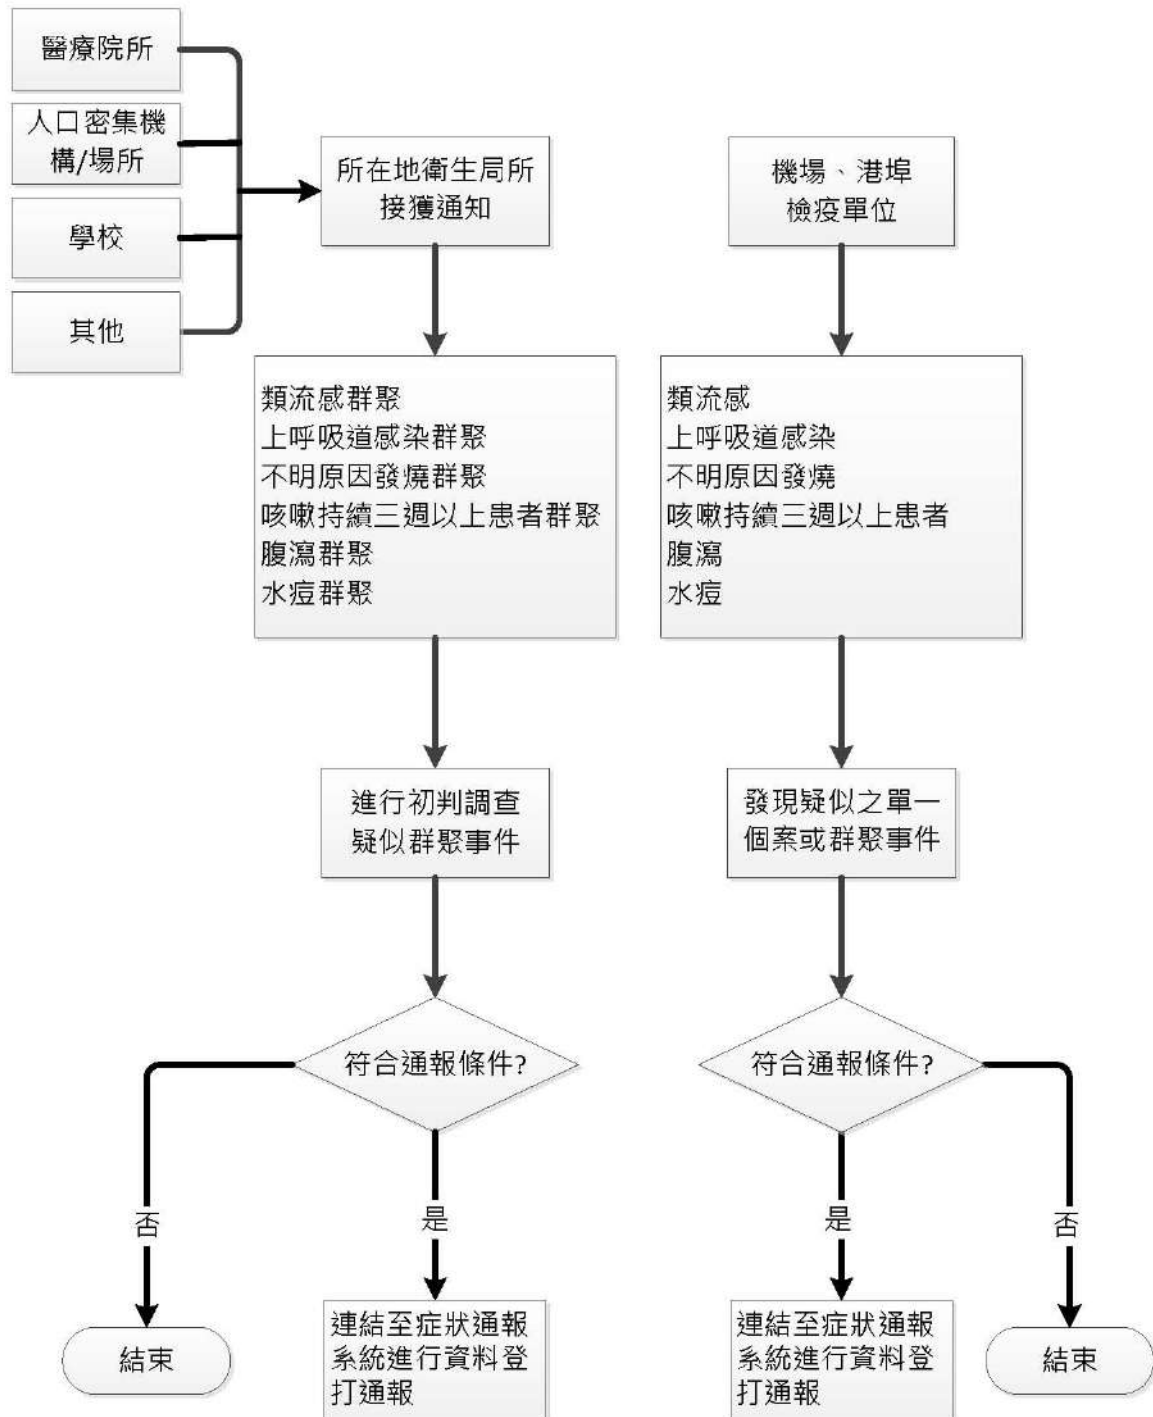 醫療院所
人口密集機
構/場所
學校
其他
所在地衛生局所
接獲通知
類流感群聚
上呼吸道感染群聚
不明原因發燒群聚
咳嗽持續三週以上患者群聚
腹瀉群聚
水痘群聚
進行初判調查
疑似群聚事件
符合通報條件?
否
是
結束
連結至症狀通報
系統進行資料登
打通報
機場、港埠
檢疫單位
類流感
上呼吸道感染
不明原因發燒
咳嗽持續三週以上患者
腹瀉
水痘
發現疑似之單一
個案或群聚事件
符合通報條件?
是
否
連結至症狀通報
系統進行資料登
打通報
結束